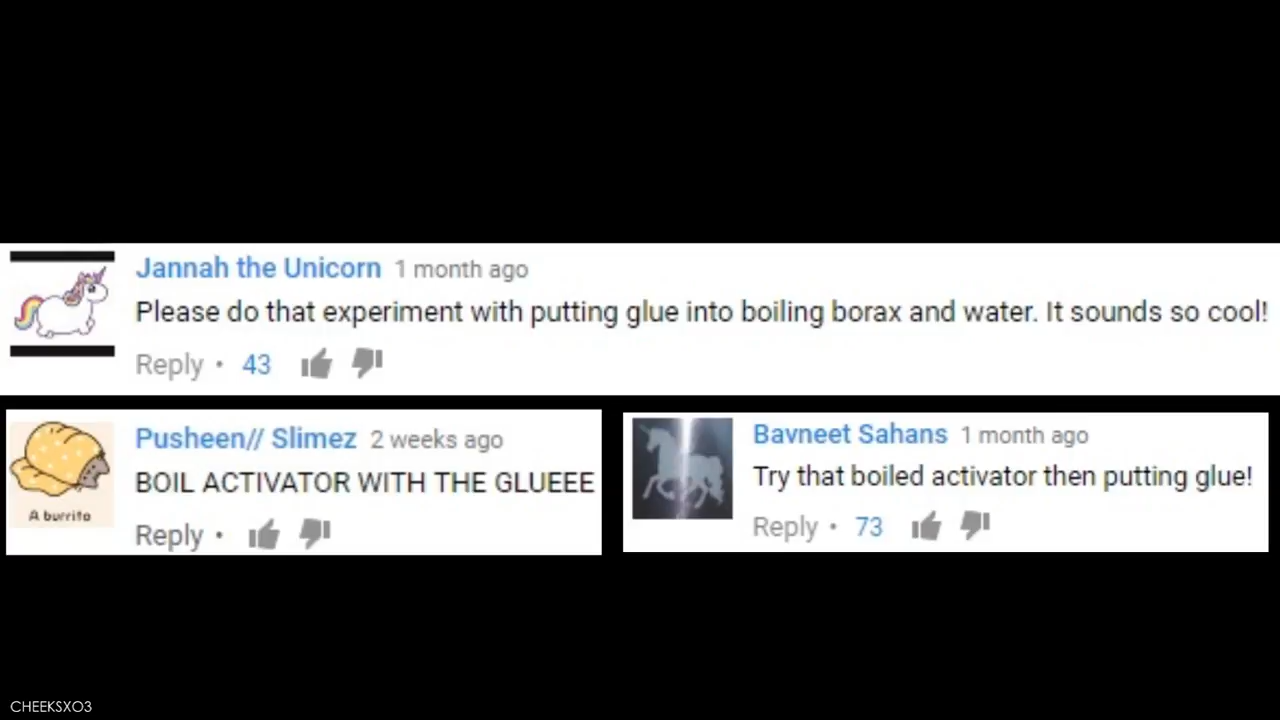 Jannah the Unicorn 1 month ago
Please do that experiment with putting glue into boiling borax and water. It sounds so cool!
Reply • 43
Pusheen// Slimez 2 weeks ago
BOIL ACTIVATOR WITH THE GLUEEE
A burrito
Reply •
Bavneet Sahans 1 month ago
Try that boiled activator then putting glue!
Reply • 73
CHEEKSXO3